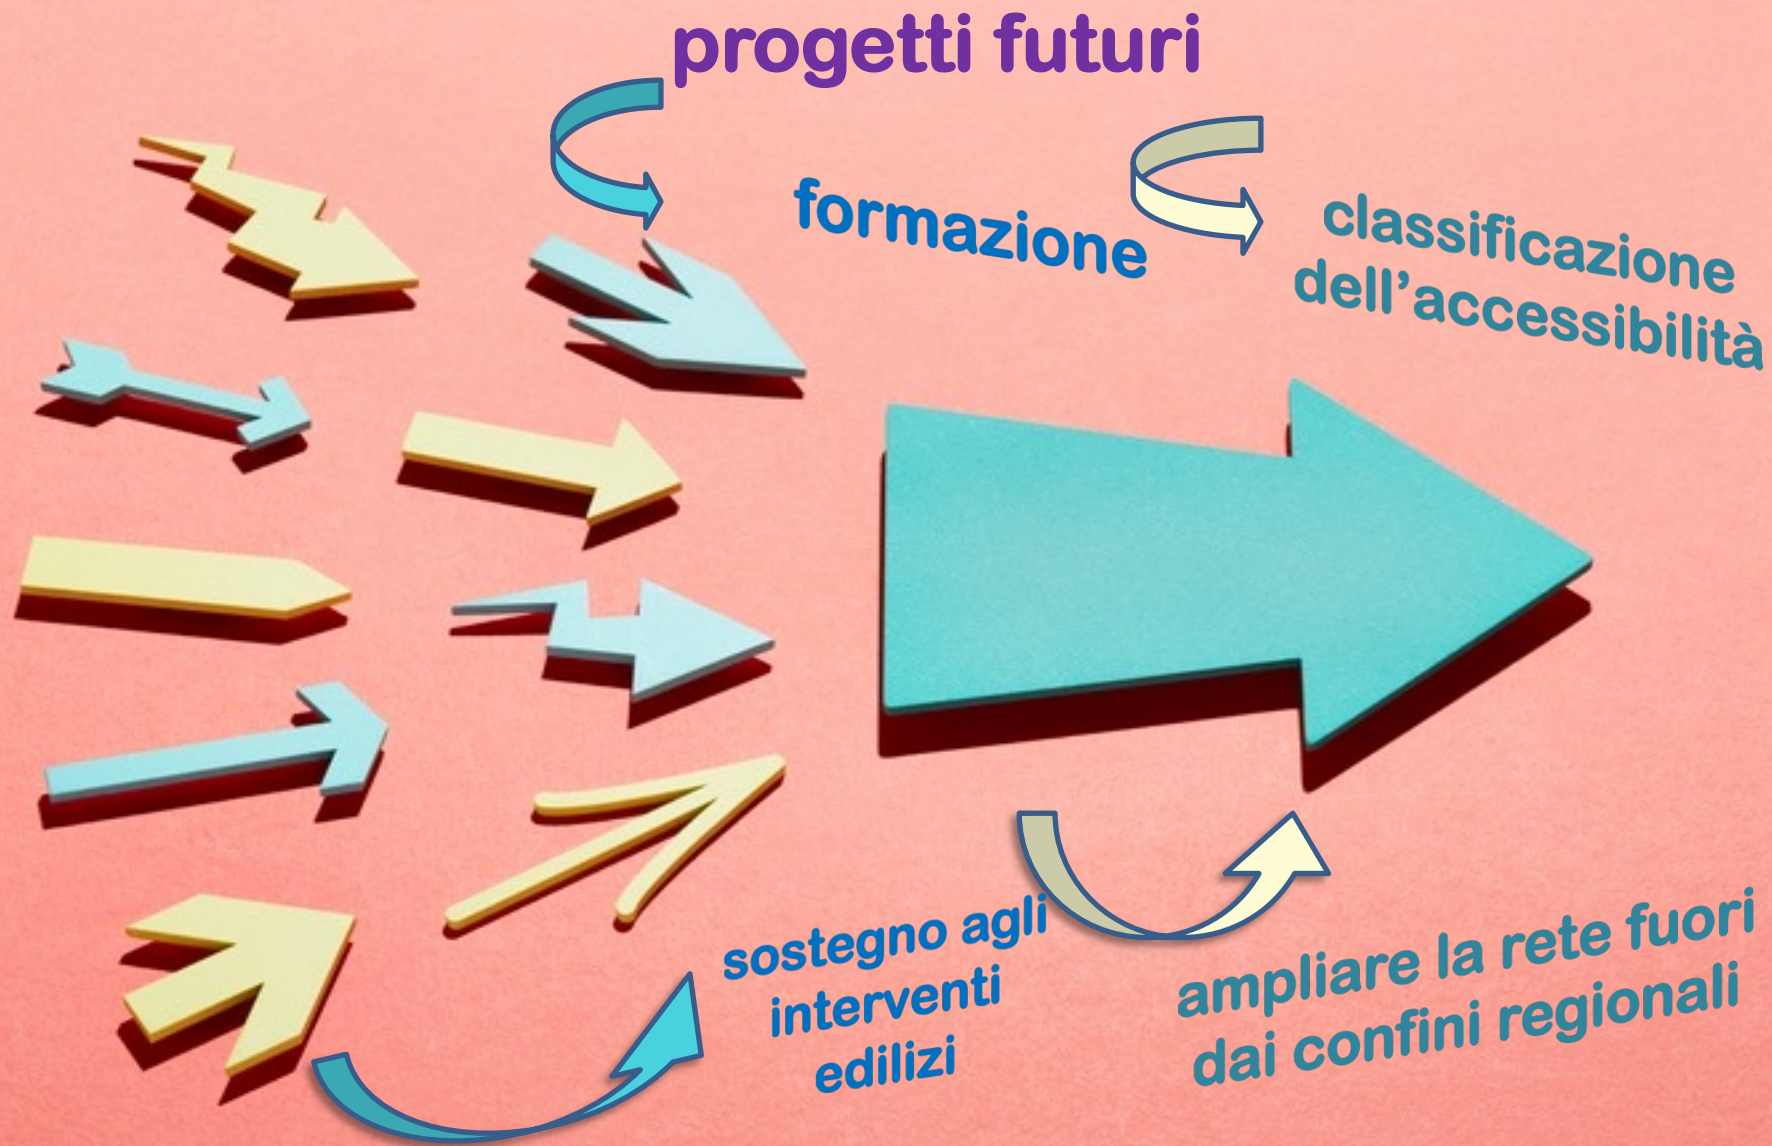 progetti futuri
formazione
classificazione
dell’accessibilità
sostegno agli
interventi
edilizi
ampliare la rete fuori
dai confini regionali